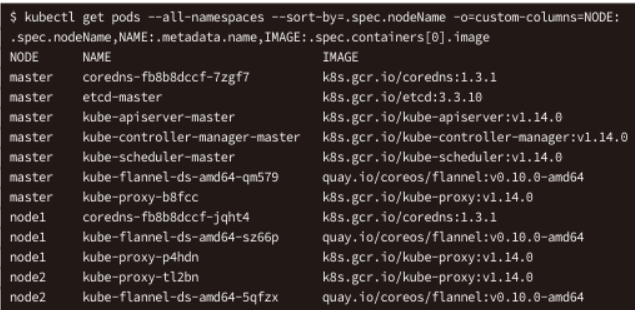 $ kubectl get pods --all-namespaces --sort-by=.spec.nodeName -o=custom-columns=NODE:
.spec.nodeName,NAME:.metadata.name,IMAGE:.spec.containers[0].image
NODE NAME IMAGE
master coredns-fb8b8dccf-7zgf7 k8s.gcr.io/coredns:1.3.1
master etcd-master k8s.gcr.io/etcd:3.3.10
master kube-apiserver-master k8s.gcr.io/kube-apiserver:v1.14.0
master kube-controller-manager-master k8s.gcr.io/kube-controller-manager:v1.14.0
master kube-scheduler-master k8s.gcr.io/kube-scheduler:v1.14.0
master kube-flannel-ds-amd64-qm579 quay.io/coreos/flannel:v0.10.0-amd64
master kube-proxy-b8fcc k8s.gcr.io/kube-proxy:v1.14.0
node1 coredns-fb8b8dccf-jqht4 k8s.gcr.io/coredns:1.3.1
node1 kube-flannel-ds-amd64-sz66p quay.io/coreos/flannel:v0.10.0-amd64
node1 kube-proxy-p4hdn k8s.gcr.io/kube-proxy:v1.14.0
node2 kube-proxy-tl2bn k8s.gcr.io/kube-proxy:v1.14.0
node2 kube-flannel-ds-amd64-5qfzx quay.io/coreos/flannel:v0.10.0-amd64